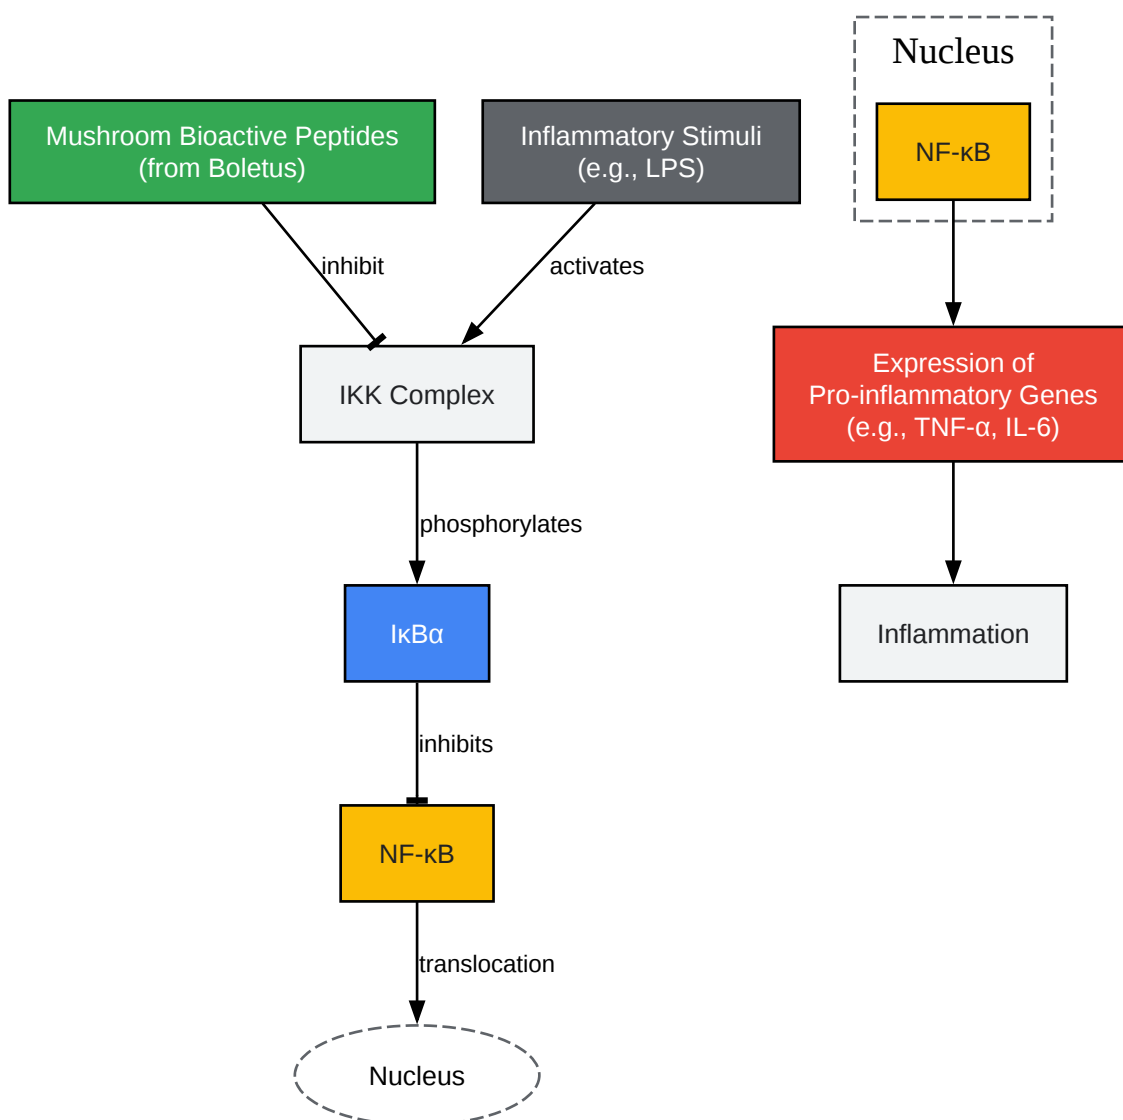 Nucleus
Mushroom Bioactive Peptides
(from Boletus)
Inflammatory Stimuli
(e.g., LPS)
NF-κB
inhibit
activates
IKK Complex
Expression of
Pro-inflammatory Genes
(e.g., TNF-α, IL-6)
phosphorylates
IκBα
Inflammation
inhibits
NF-κB
translocation
Nucleus